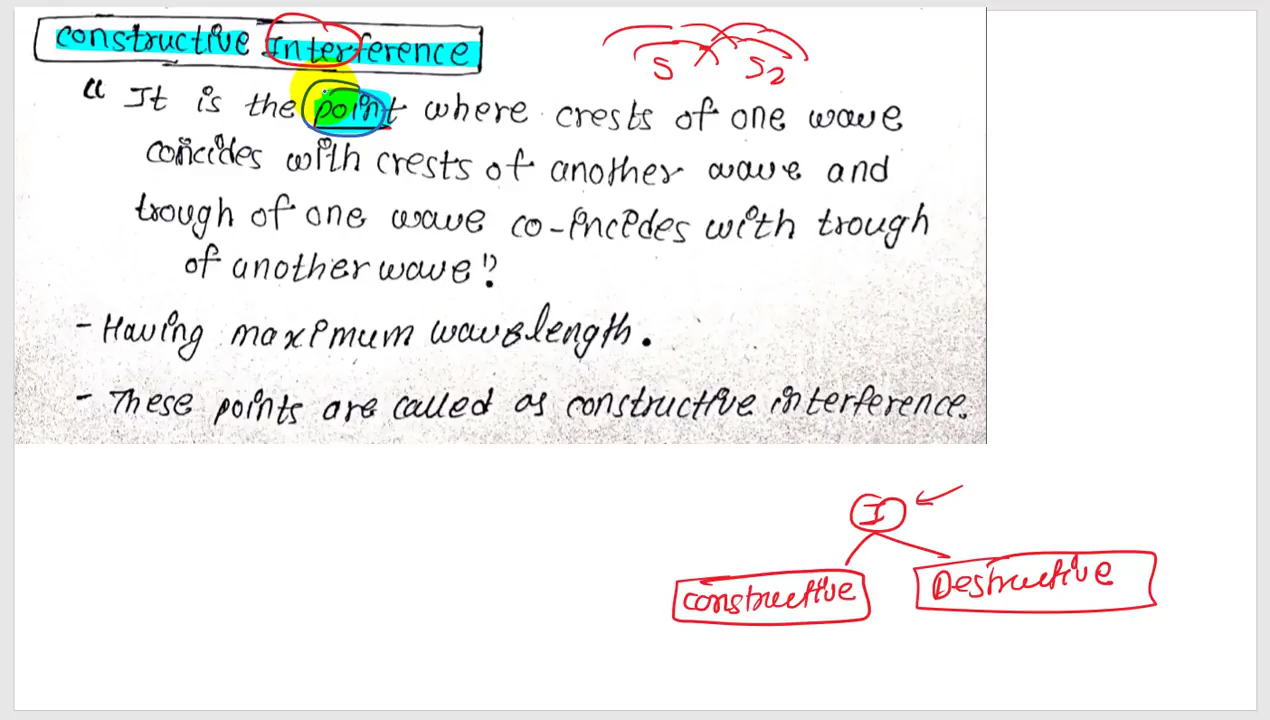 constructive Interference
S S2
“ It is the point where crests of one wave
coincides with crests of another wave and
trough of one wave co-incides with trough
of another wave”
- Having maximum wavelength.
- These points are called as constructive interference.
I
constructive Destructive